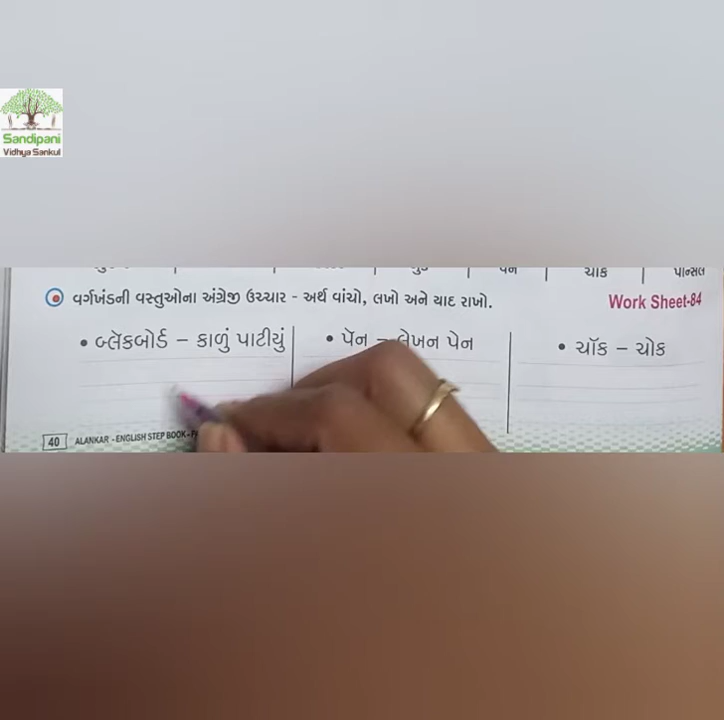 Sandipani
Vidhya Sankul
પેન
ચાક
પેન્સિલ
વર્ગખંડની વસ્તુઓના અંગ્રેજી ઉચ્ચાર - અર્થ વાંચો, લખો અને યાદ રાખો.
Work Sheet-84
• બ્લૅકબોર્ડ – કાળું પાટીયું
• પૅન – લેખન પેન
• ચૉક – ચોક
40 ALANKAR - ENGLISH STEP BOOK -